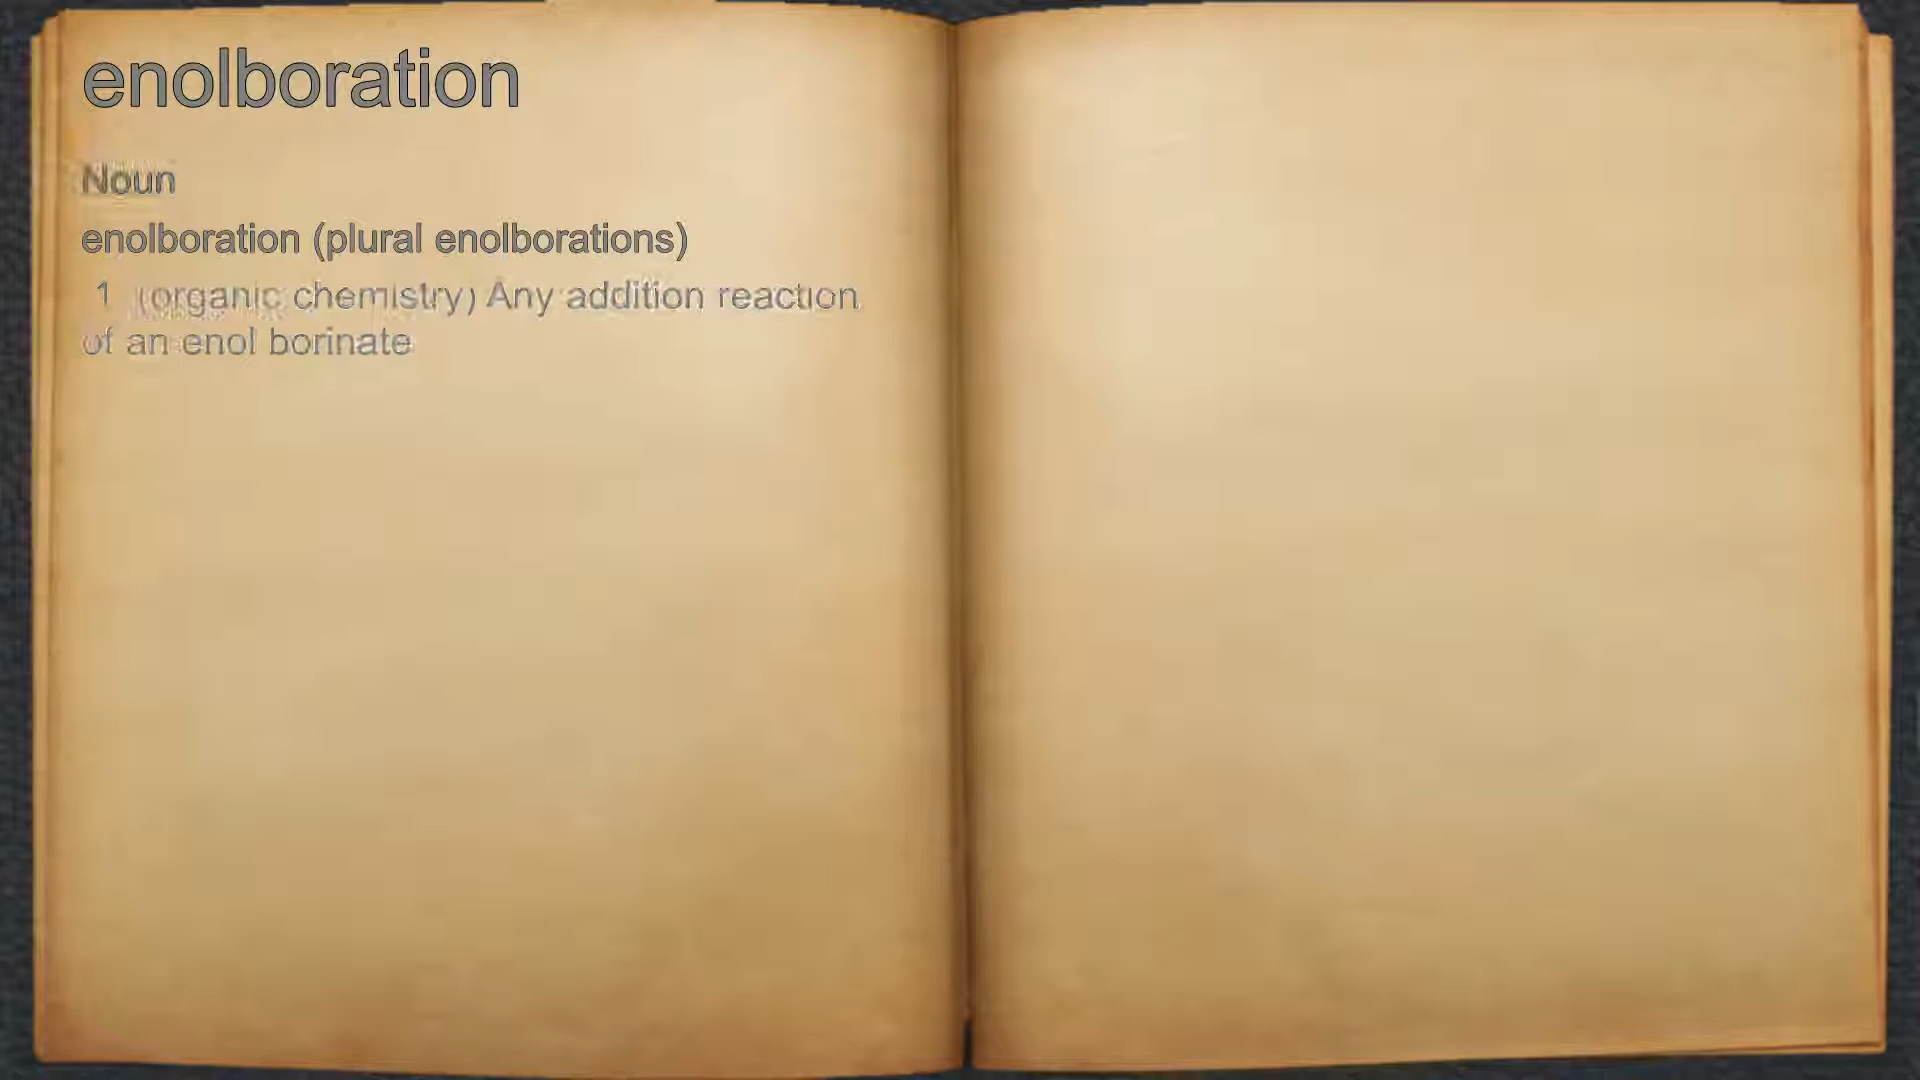 enolboration
Noun
enolboration (plural enolborations)
1 (organic chemistry) Any addition reaction
of an enol borinate